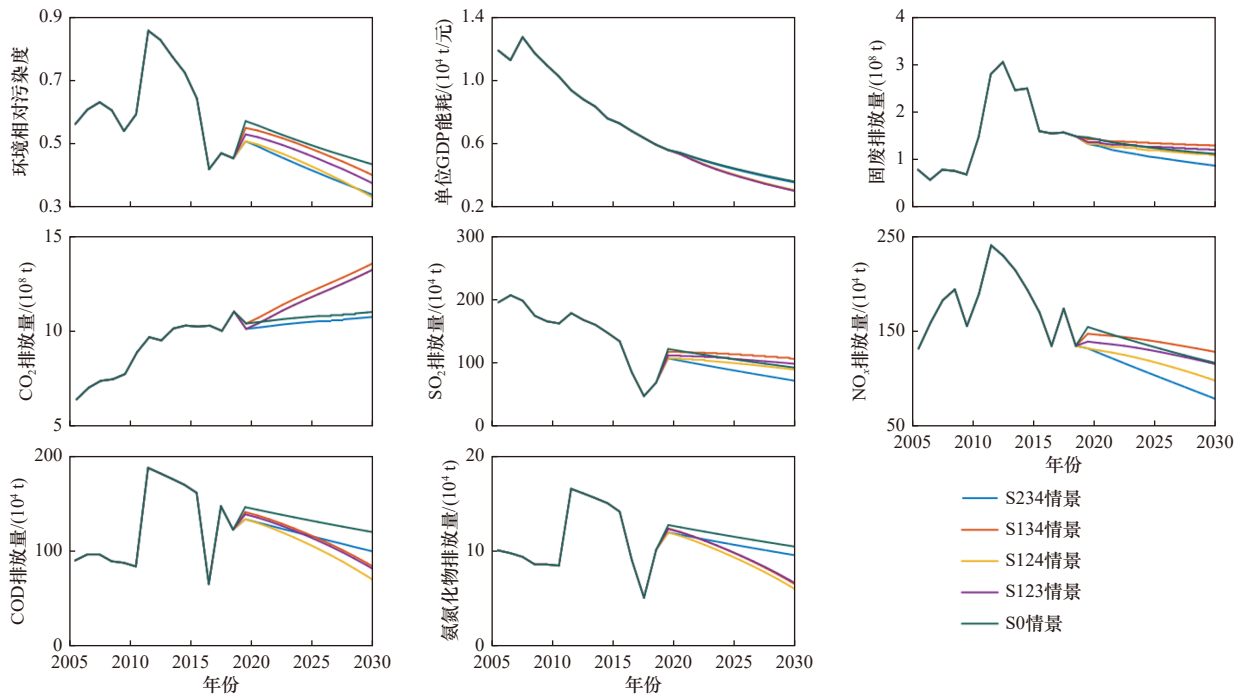 0.9
0.7
0.5
0.3
环境相对污染度
1.4
1.0
0.6
0.2
单位GDP能耗/(10⁴ t/元)
4
3
2
1
0
固废排放量/(10⁸ t)
15
10
5
CO₂排放量/(10⁸ t)
300
200
100
0
SO₂排放量/(10⁴ t)
250
150
50
NOₓ排放量/(10⁴ t)
2005 2010 2015 2020 2025 2030
年份
200
100
0
COD排放量/(10⁴ t)
2005 2010 2015 2020 2025 2030
年份
20
10
0
氨氮化物排放量/(10⁴ t)
2005 2010 2015 2020 2025 2030
年份
S234情景
S134情景
S124情景
S123情景
S0情景